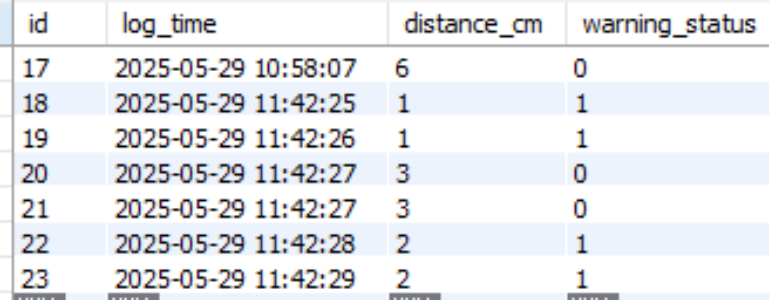 id log_time distance_cm warning_status
17 2025-05-29 10:58:07 6 0
18 2025-05-29 11:42:25 1 1
19 2025-05-29 11:42:26 1 1
20 2025-05-29 11:42:27 3 0
21 2025-05-29 11:42:27 3 0
22 2025-05-29 11:42:28 2 1
23 2025-05-29 11:42:29 2 1